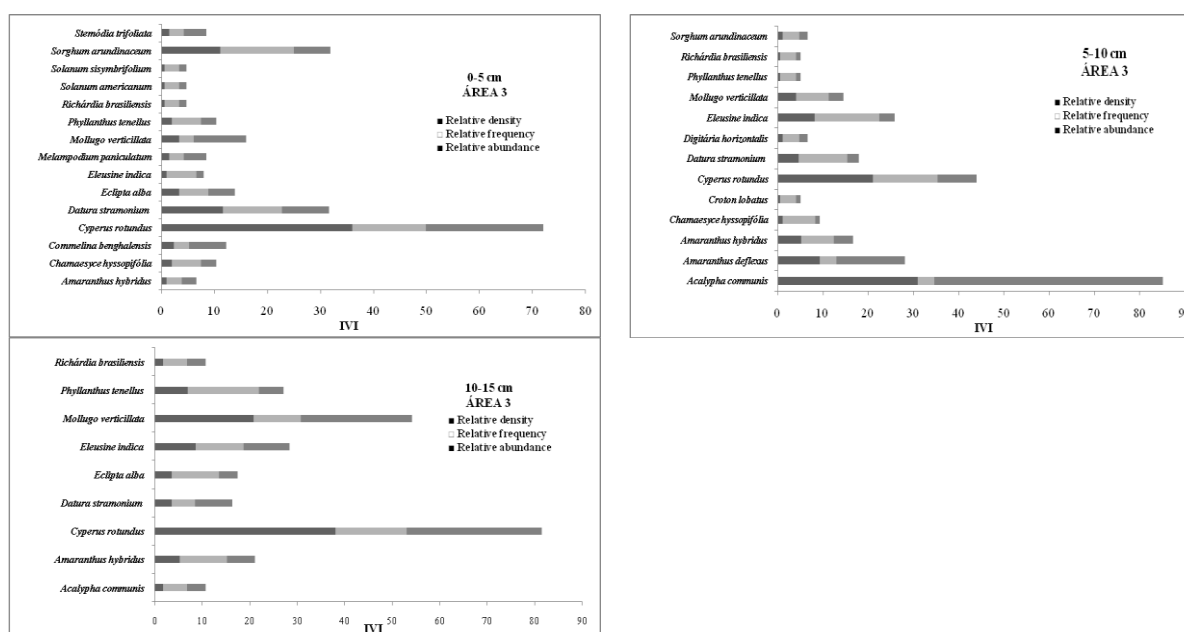 Stemódia trifoliata
Sorghum arundinaceum
Solanum sisymbrifolium
Solanum americanum
Richárdia brasiliensis
Phyllanthus tenellus
Mollugo verticillata
Melampodium paniculatum
Eleusine indica
Eclipta alba
Datura stramonium
Cyperus rotundus
Commelina benghalensis
Chamaesyce hyssopifólia
Amaranthus hybridus
0-5 cm
ÁREA 3
Relative density
Relative frequency
Relative abundance
0 10 20 30 40 50 60 70 80
IVI
Sorghum arundinaceum
Richárdia brasiliensis
Phyllanthus tenellus
Mollugo verticillata
Eleusine indica
Digitária horizontalis
Datura stramonium
Cyperus rotundus
Croton lobatus
Chamaesyce hyssopifólia
Amaranthus hybridus
Amaranthus deflexus
Acalypha communis
5-10 cm
ÁREA 3
Relative density
Relative frequency
Relative abundance
0 10 20 30 40 50 60 70 80 90
IVI
Richárdia brasiliensis
Phyllanthus tenellus
Mollugo verticillata
Eleusine indica
Eclipta alba
Datura stramonium
Cyperus rotundus
Amaranthus hybridus
Acalypha communis
10-15 cm
ÁREA 3
Relative density
Relative frequency
Relative abundance
0 10 20 30 40 50 60 70 80 90
IVI